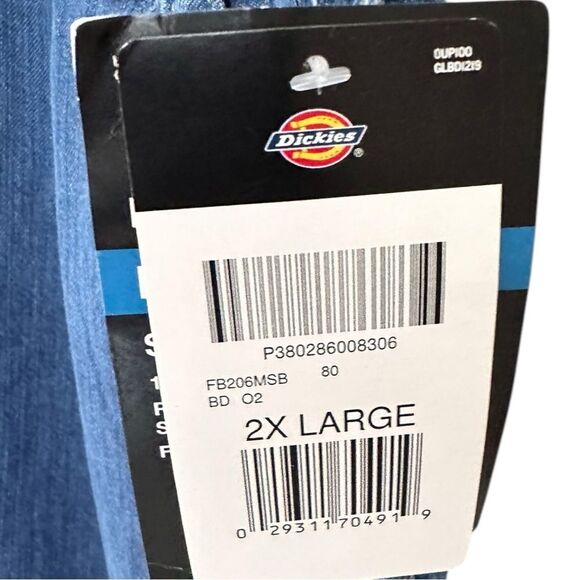 0UP100
GLBD1219
Dickies®
P380286008306
FB206MSB 80
BD O2
2X LARGE
0 29311 70491 9